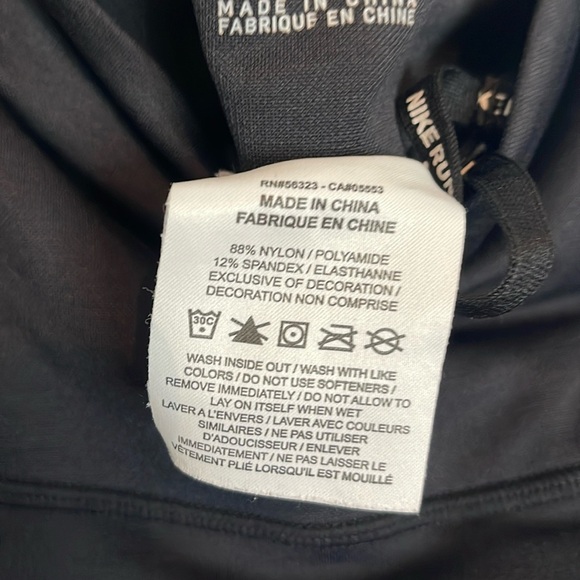 MADE IN CHINA
FABRIQUE EN CHINE
NIKE RUN
RN#56323 - CA#05553
MADE IN CHINA
FABRIQUE EN CHINE
88% NYLON / POLYAMIDE
12% SPANDEX / ELASTHANNE
EXCLUSIVE OF DECORATION /
DECORATION NON COMPRISE
30C
WASH INSIDE OUT / WASH WITH LIKE
COLORS / DO NOT USE SOFTENERS /
REMOVE IMMEDIATELY / DO NOT ALLOW TO
LAY ON ITSELF WHEN WET
LAVER A L'ENVERS / LAVER AVEC COULEURS
SIMILAIRES / NE PAS UTILISER
D'ADOUCISSEUR / ENLEVER
IMMEDIATEMENT / NE PAS LAISSER LE
VÊTEMENT PLIÉ LORSQU'IL EST MOUILLÉ